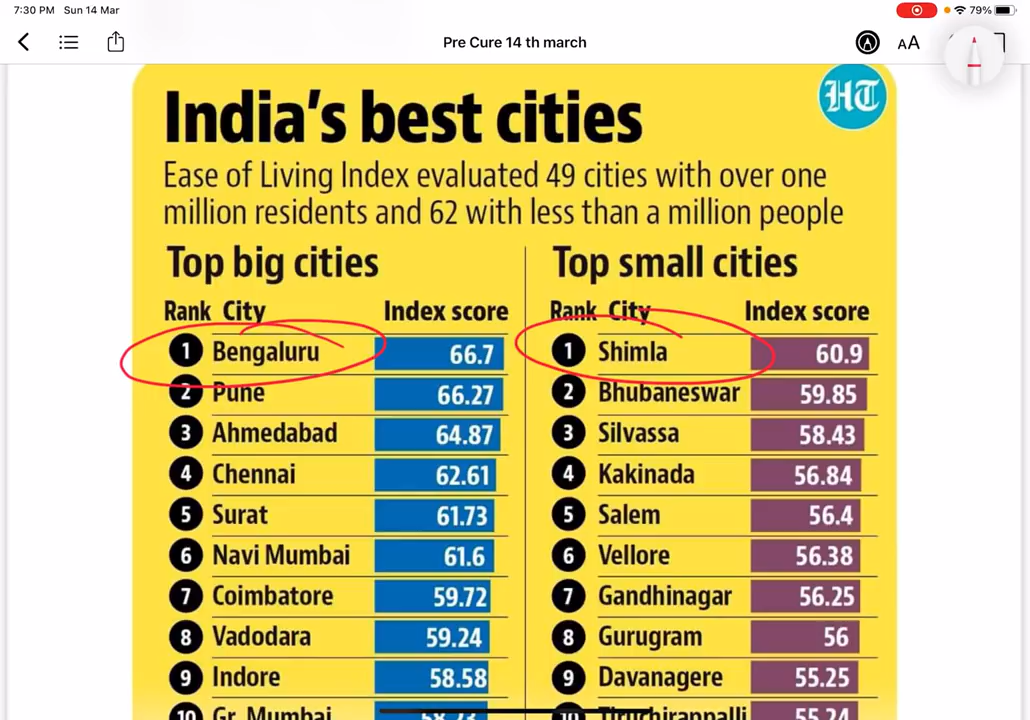 7:30 PM Sun 14 Mar 79%
Pre Cure 14 th march AA
HT
India's best cities
Ease of Living Index evaluated 49 cities with over one
million residents and 62 with less than a million people
Top big cities
Rank City Index score
1 Bengaluru 66.7
2 Pune 66.27
3 Ahmedabad 64.87
4 Chennai 62.61
5 Surat 61.73
6 Navi Mumbai 61.6
7 Coimbatore 59.72
8 Vadodara 59.24
9 Indore 58.58
10 Gr. Mumbai
Top small cities
Rank City Index score
1 Shimla 60.9
2 Bhubaneswar 59.85
3 Silvassa 58.43
4 Kakinada 56.84
5 Salem 56.4
6 Vellore 56.38
7 Gandhinagar 56.25
8 Gurugram 56
9 Davanagere 55.25
10 Tiruchirappalli 55.24